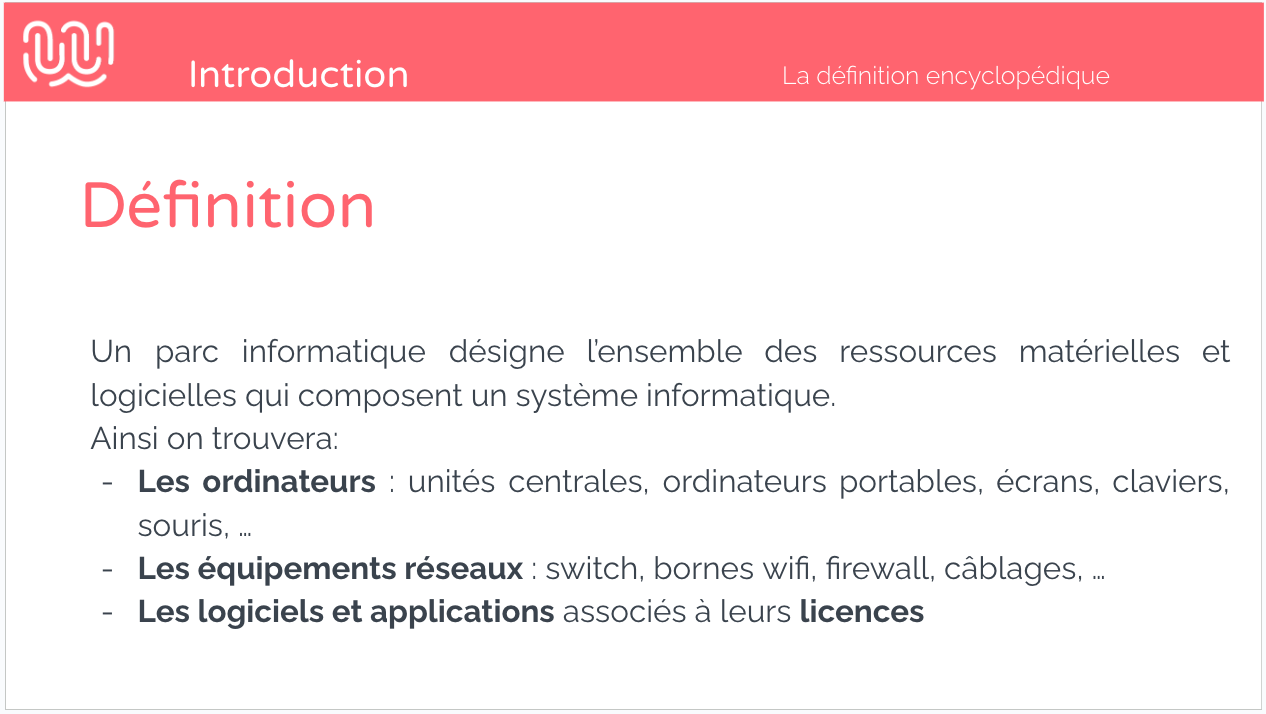 Introduction
La définition encyclopédique
Définition
Un parc informatique désigne l’ensemble des ressources matérielles et
logicielles qui composent un système informatique.
Ainsi on trouvera:
- Les ordinateurs : unités centrales, ordinateurs portables, écrans, claviers,
souris, …
- Les équipements réseaux : switch, bornes wifi, firewall, câblages, …
- Les logiciels et applications associés à leurs licences